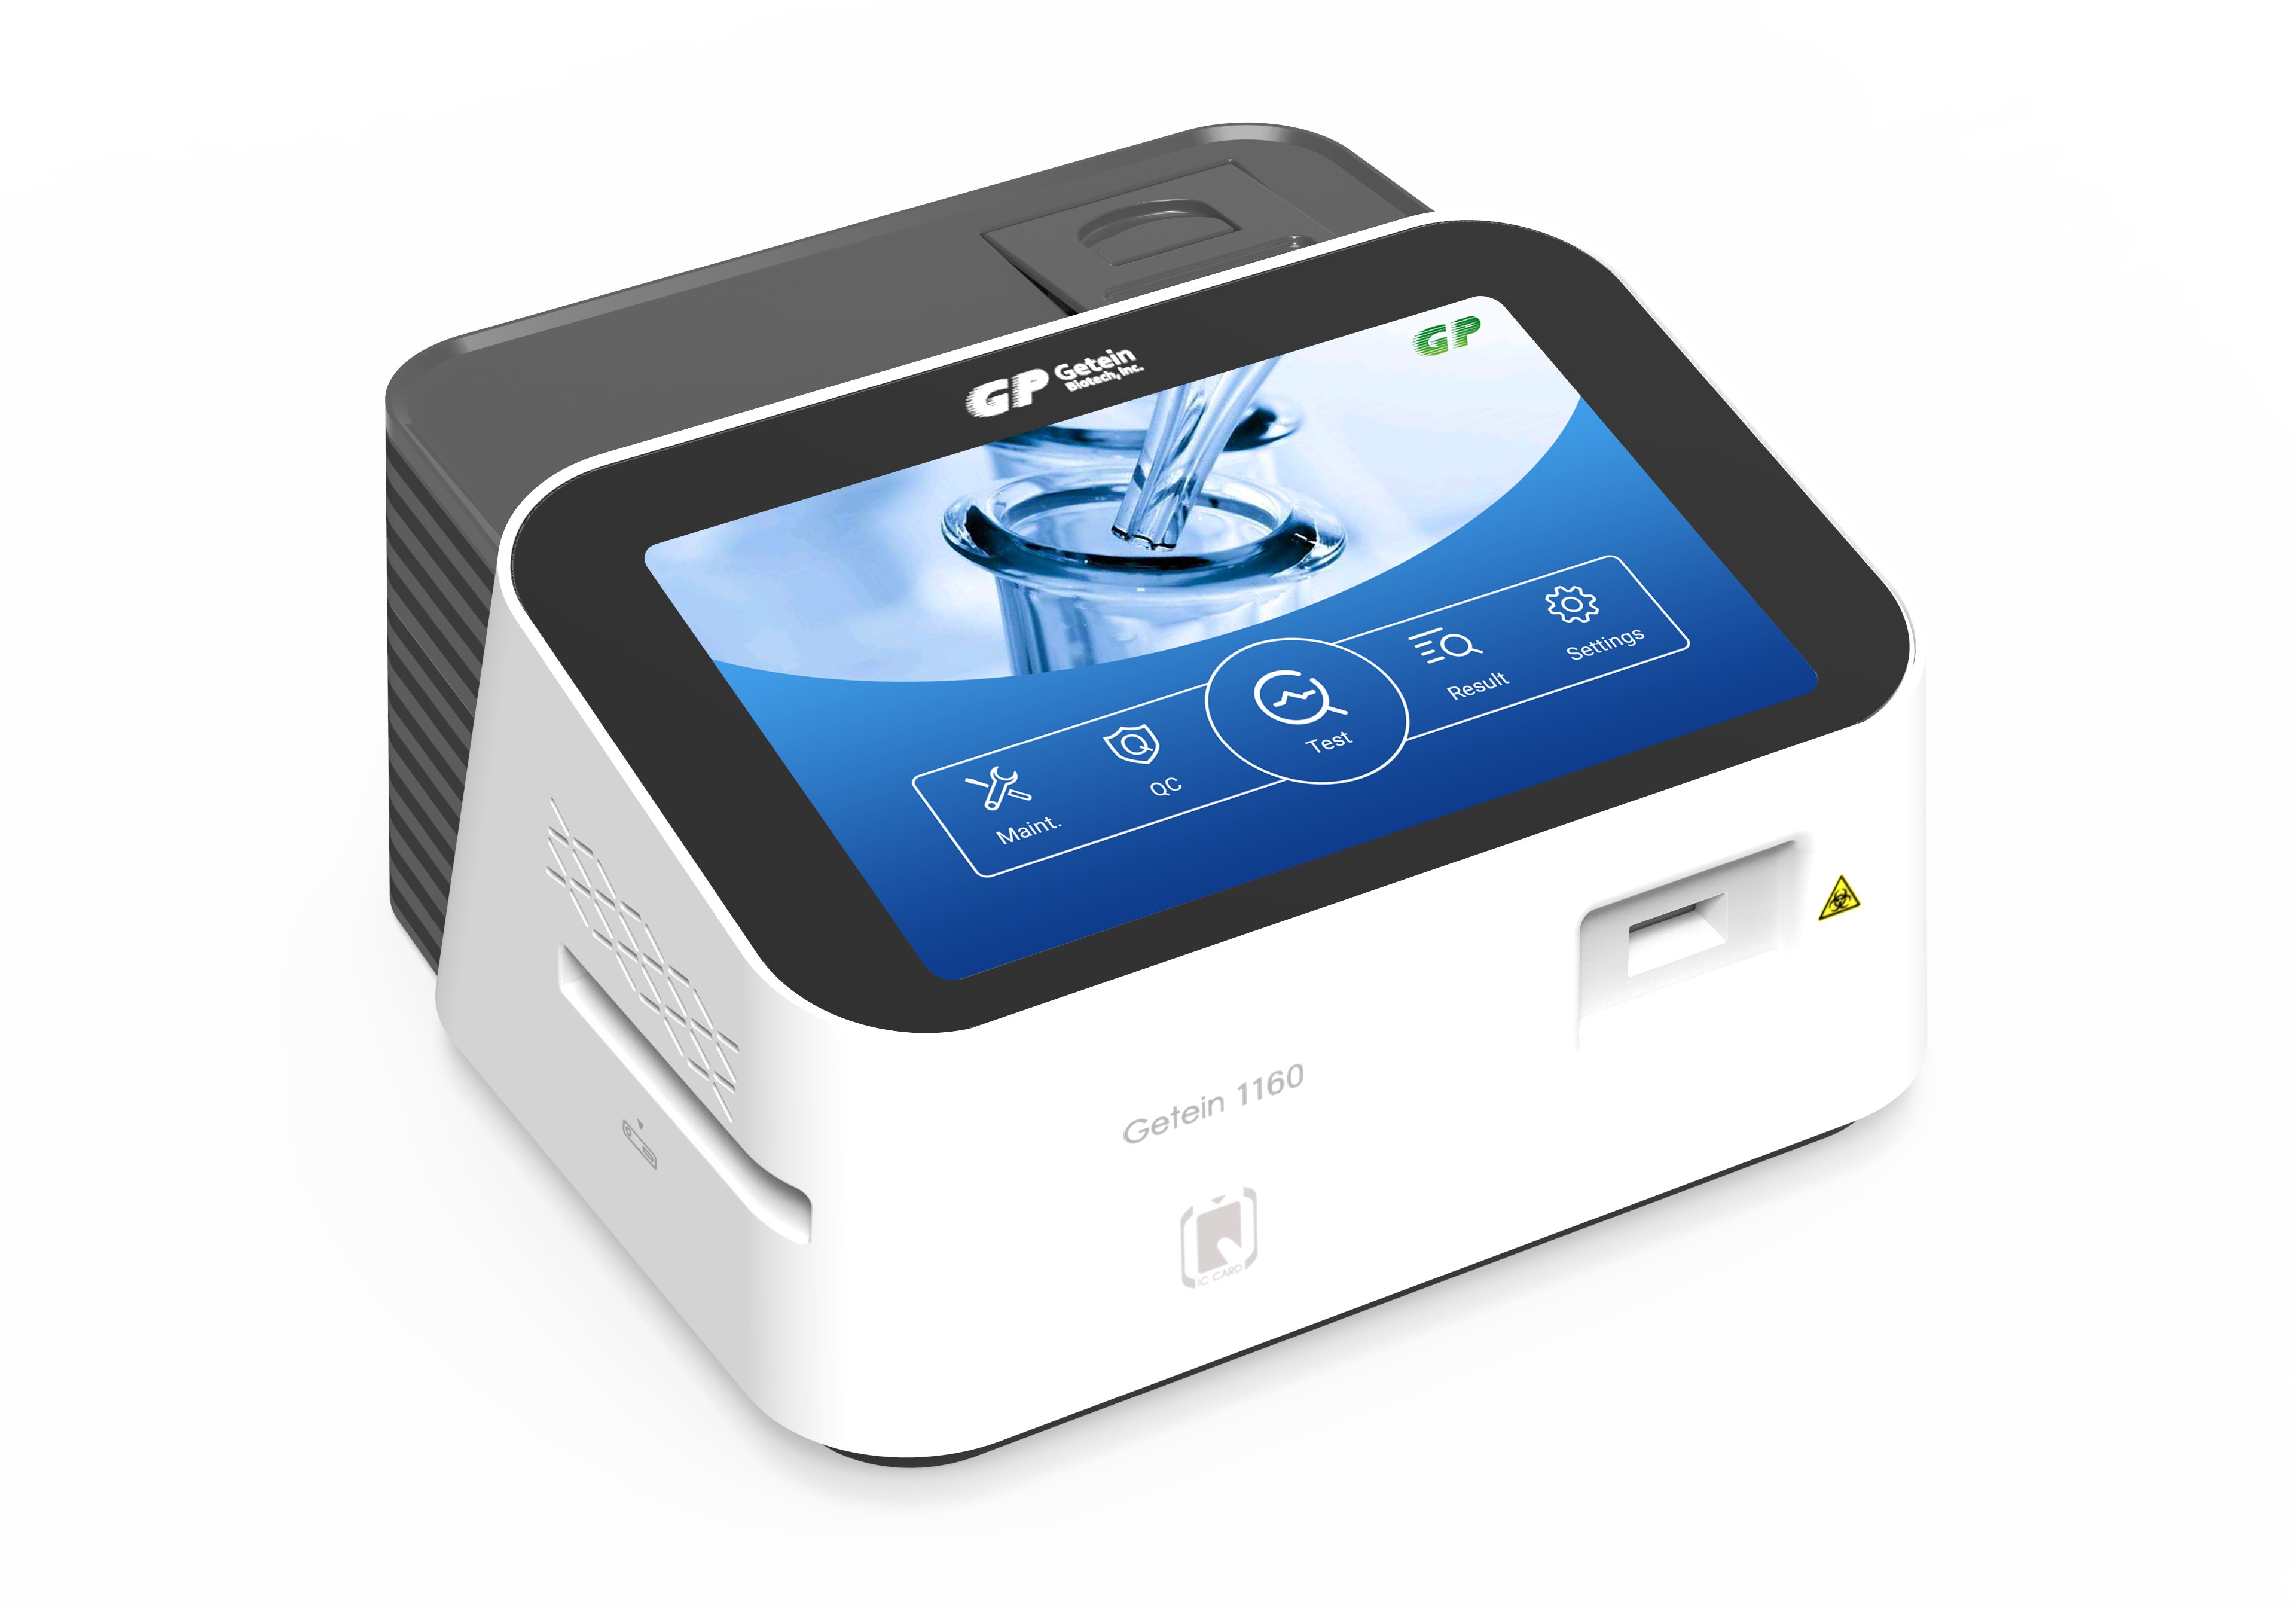 GP Getein
Biotech, Inc.
GP
Maint.
QC
Test
Result
Settings
Getein 1160
IC CARD